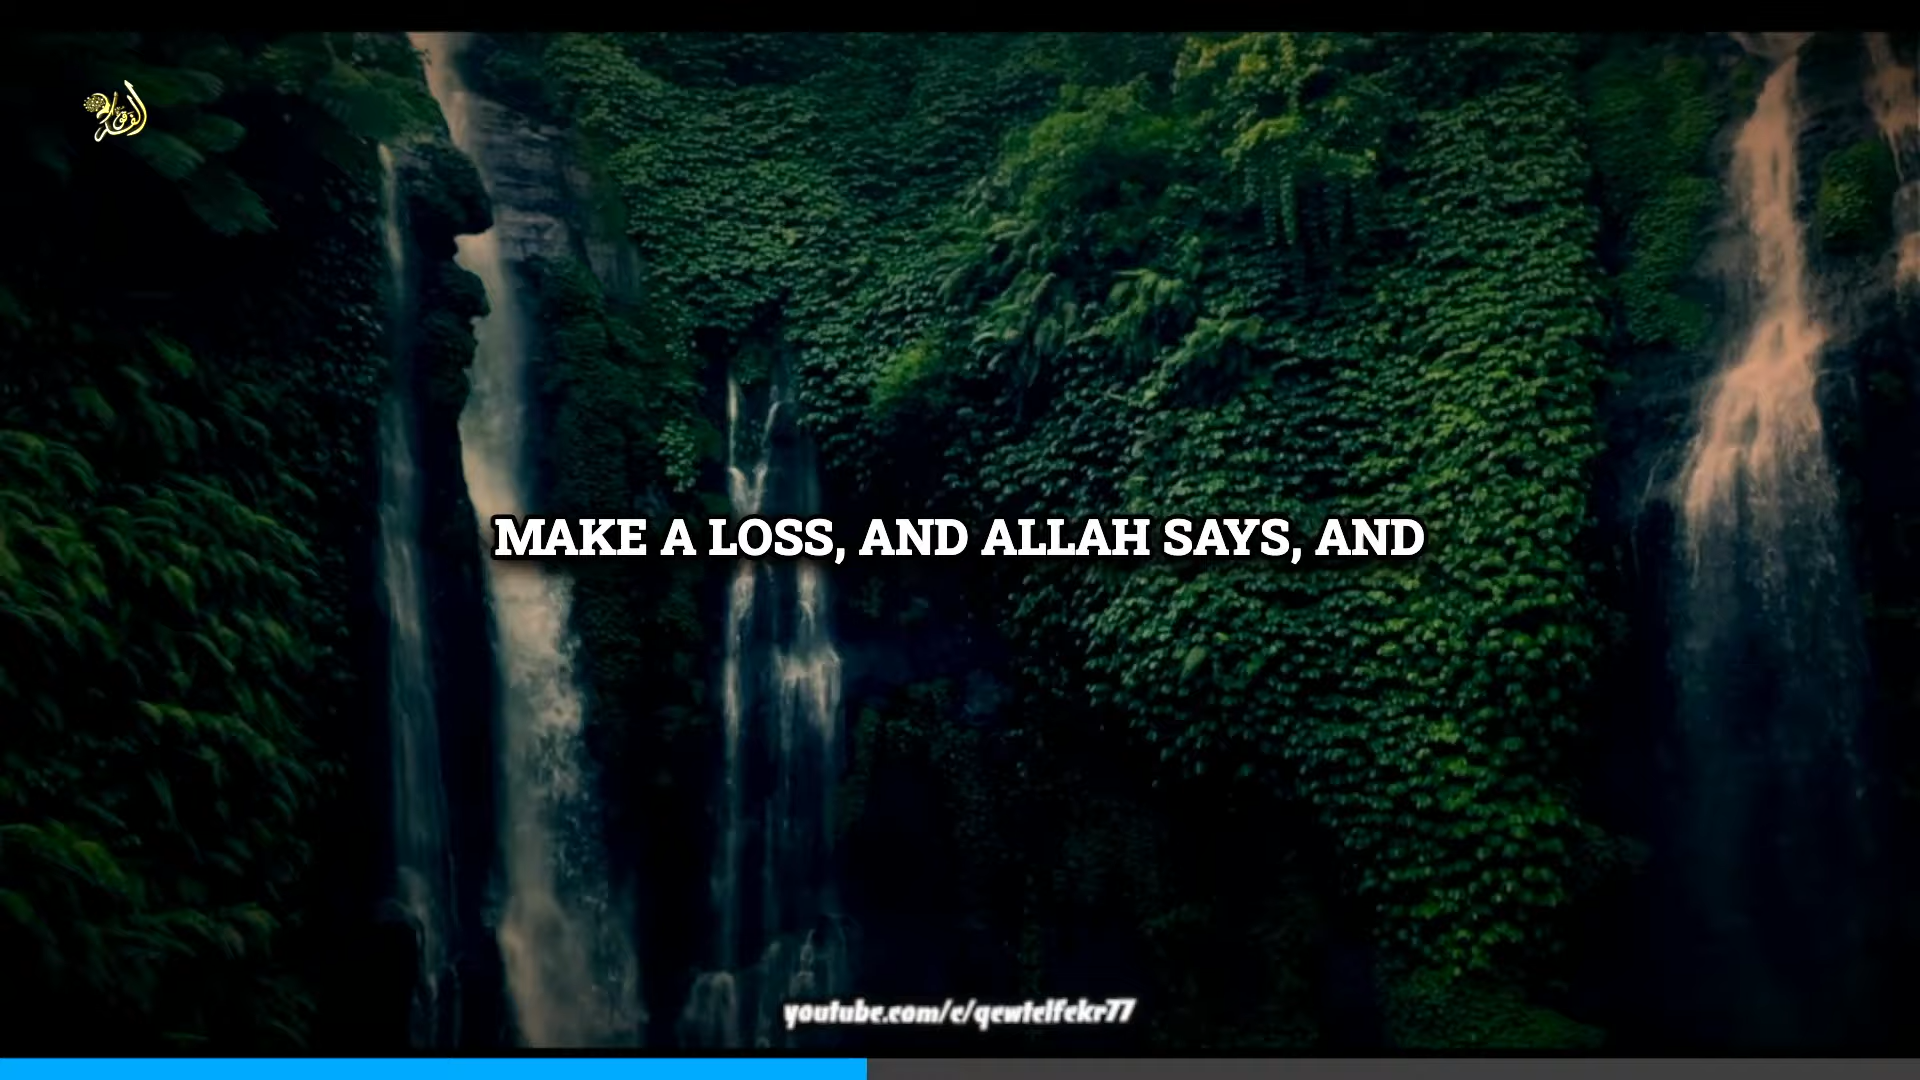 MAKE A LOSS, AND ALLAH SAYS, AND
youtube.com/c/qewtelfekr77